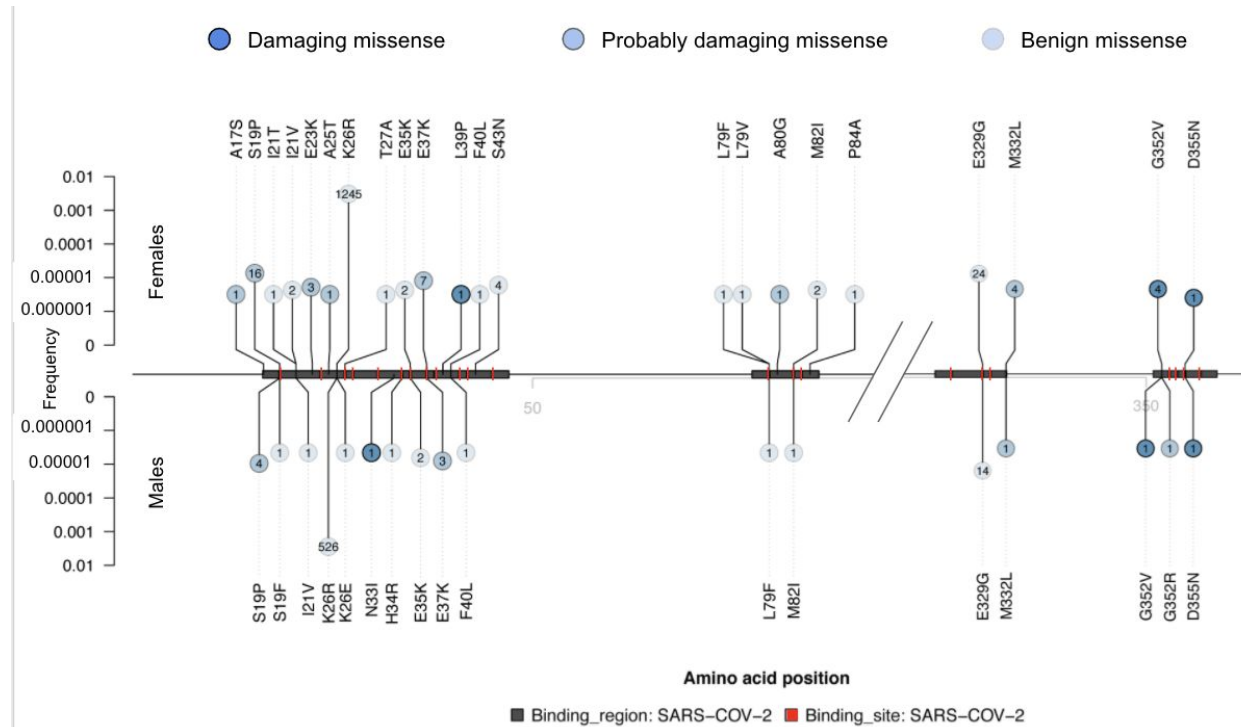 Damaging missense Probably damaging missense Benign missense
A17S S19P I21T I21V E23K A25T K26R T27A E35K E37K L39P F40L S43N L79F L79V A80G M82I P84A E329G M332L G352V D355N
Females
0.01
0.001
0.0001
0.00001
0.000001
0
1 16 1 2 3 1 1245 1 2 7 1 1 4 1 1 1 2 1 24 4 4 1
Frequency
50
350
Males
0
0.000001
0.00001
0.0001
0.001
0.01
4 1 1 526 1 1 1 2 3 1 1 1 14 1 1 1 1
S19P S19F I21V K26R K26E N33I H34R E35K E37K F40L L79F M82I E329G M332L G352V G352R D355N
Amino acid position
Binding_region: SARS−COV−2 Binding_site: SARS−COV−2